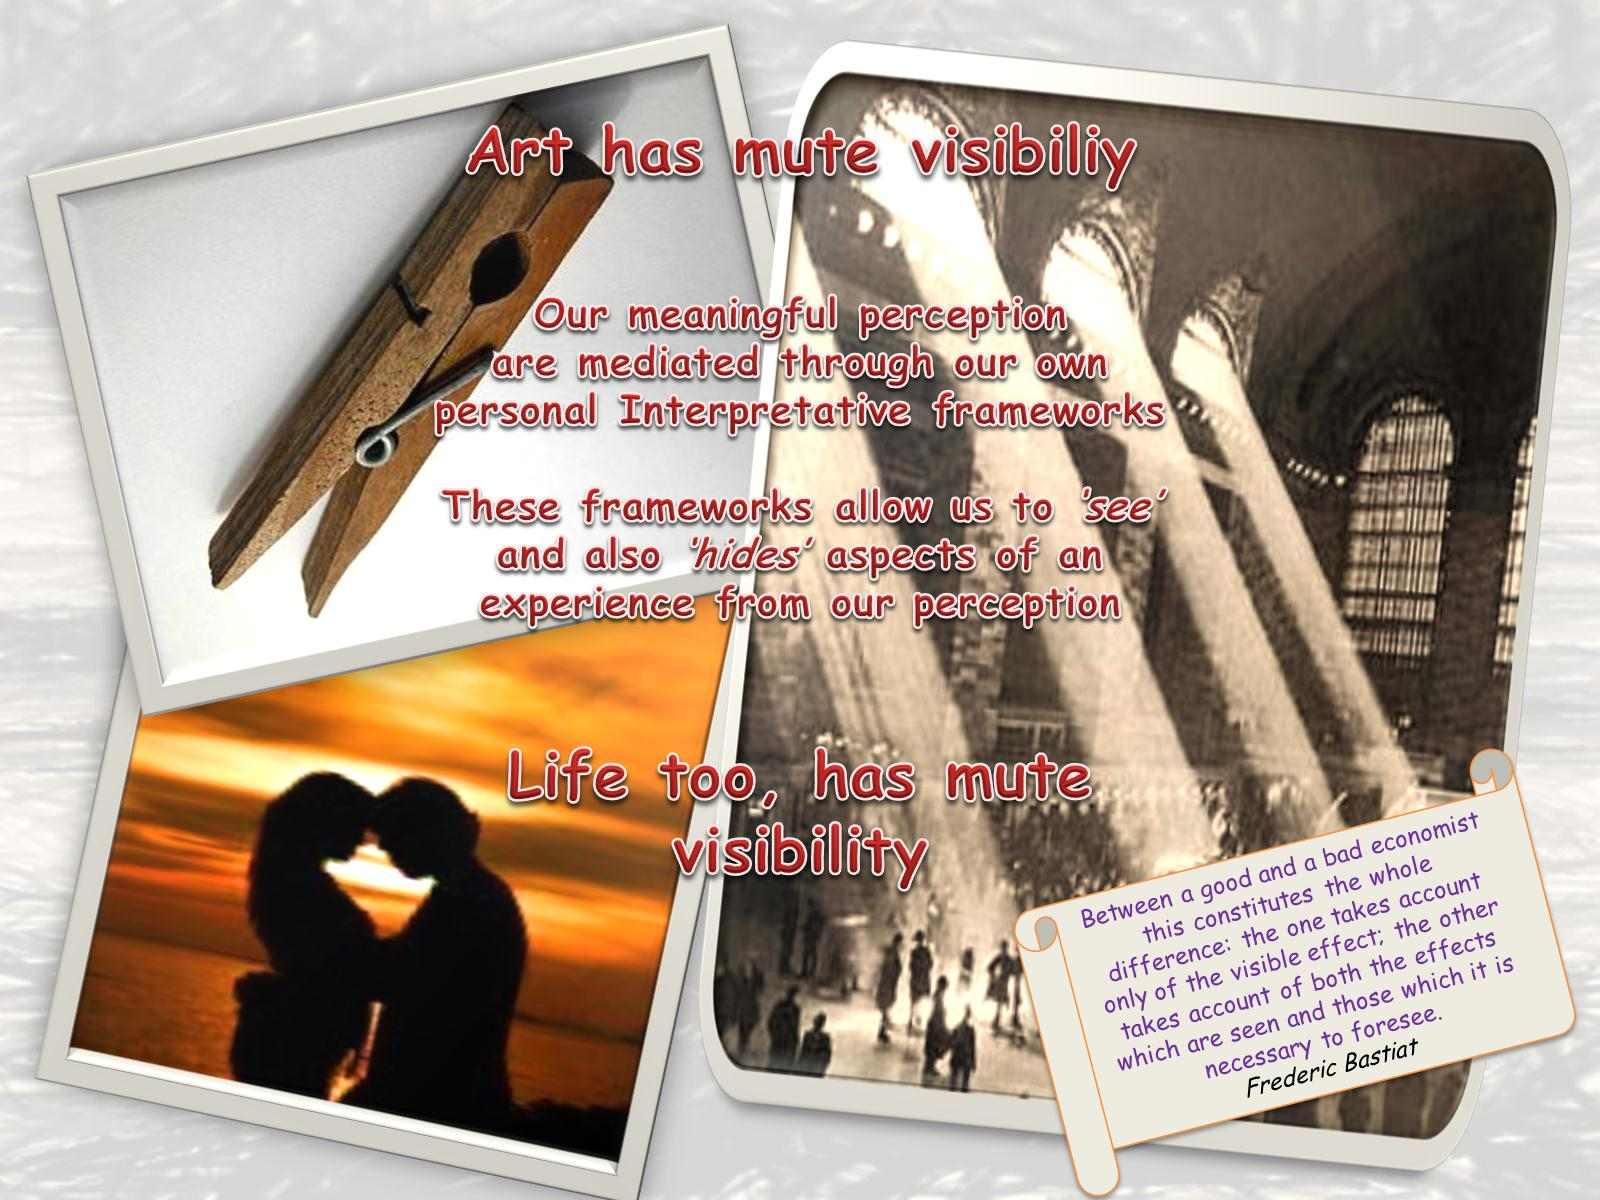 Art has mute visibiliy
Our meaningful perception
are mediated through our own
personal Interpretative frameworks
These frameworks allow us to 'see'
and also 'hides' aspects of an
experience from our perception
Life too, has mute
visibility
Between a good and a bad economist
this constitutes the whole
difference: the one takes account
only of the visible effect; the other
takes account of both the effects
which are seen and those which it is
necessary to foresee.
Frederic Bastiat